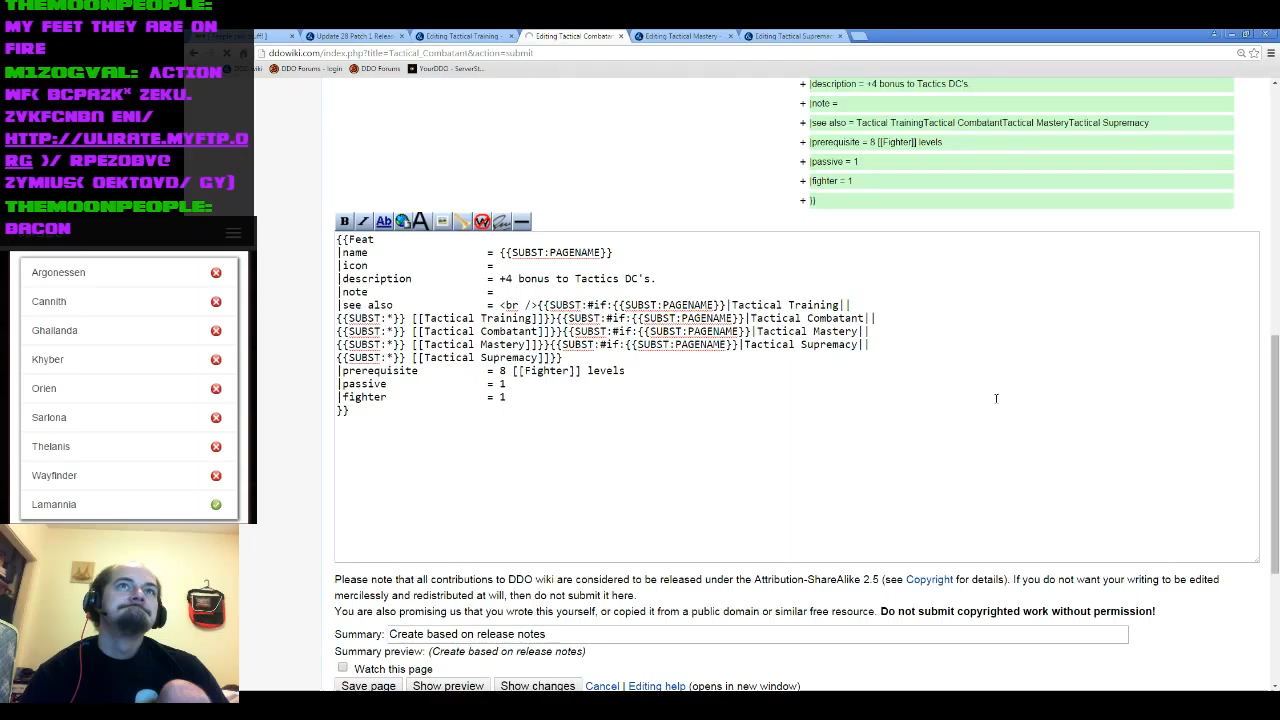 THEMOONPEOPLE:
MY FEET THEY ARE ON
FIRE
M1ZOGVAL: ACTION
WF( BCPAZK* ZEKU.
ZVKFCNBN ENI/
HTTP://ULIRATE.MYFTP.O
RG )/ RPEZOBV@
ZYMIUS( OEKTQVD/ GY]
THEMOONPEOPLE:
BACON
Argonessen
Cannith
Ghallanda
Khyber
Orien
Sarlona
Thelanis
Wayfinder
Lamannia
Update 28 Patch 1 Relea
Editing Tactical Training -
Editing Tactical Combatan
Editing Tactical Mastery -
Editing Tactical Supremac
ddowiki.com/index.php?title=Tactical_Combatant&action=submit
DDO Forums - login
DDO Forums
YourDDO - ServerSt...
+ |description = +4 bonus to Tactics DC's.
+ |note =
+ |see also = Tactical TrainingTactical CombatantTactical MasteryTactical Supremacy
+ |prerequisite = 8 [[Fighter]] levels
+ |passive = 1
+ |fighter = 1
+ }}
B I Ab A
{{Feat
|name = {{SUBST:PAGENAME}}
|icon =
|description = +4 bonus to Tactics DC's.
|note =
|see also = <br />{{SUBST:#if:{{SUBST:PAGENAME}}|Tactical Training||
{{SUBST:*}} [[Tactical Training]]}}{{SUBST:#if:{{SUBST:PAGENAME}}|Tactical Combatant||
{{SUBST:*}} [[Tactical Combatant]]}}{{SUBST:#if:{{SUBST:PAGENAME}}|Tactical Mastery||
{{SUBST:*}} [[Tactical Mastery]]}}{{SUBST:#if:{{SUBST:PAGENAME}}|Tactical Supremacy||
{{SUBST:*}} [[Tactical Supremacy]]}}
|prerequisite = 8 [[Fighter]] levels
|passive = 1
|fighter = 1
}}
Please note that all contributions to DDO wiki are considered to be released under the Attribution-ShareAlike 2.5 (see Copyright for details). If you do not want your writing to be edited
mercilessly and redistributed at will, then do not submit it here.
You are also promising us that you wrote this yourself, or copied it from a public domain or similar free resource. Do not submit copyrighted work without permission!
Summary: Create based on release notes
Summary preview: (Create based on release notes)
Watch this page
Save page Show preview Show changes Cancel | Editing help (opens in new window)